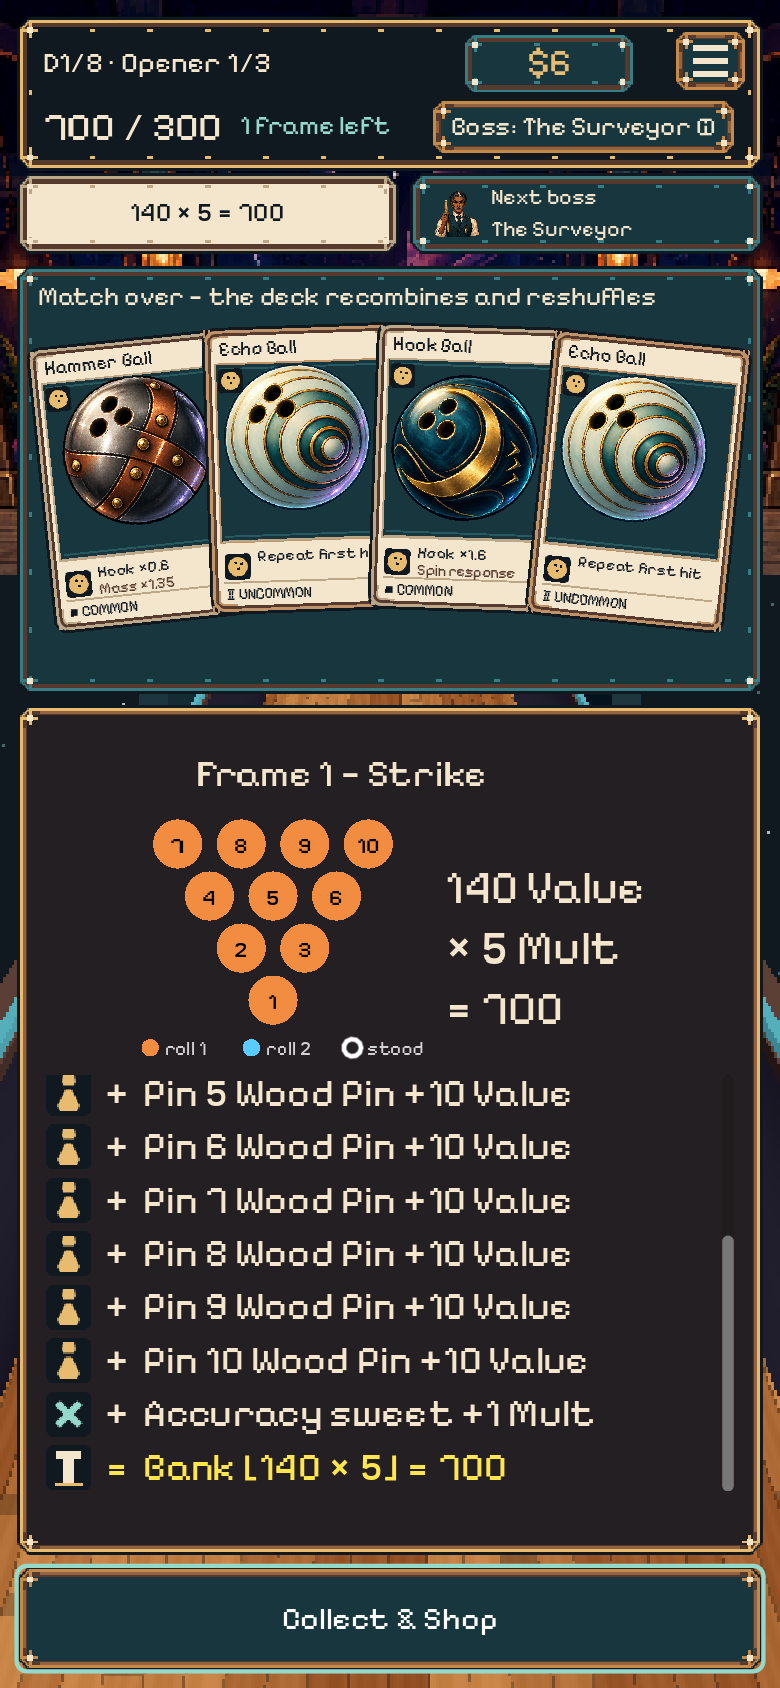 D1/8 · Opener 1/3
$6
700 / 300
1 frame left
Boss: The Surveyor
140 × 5 = 700
Next boss
The Surveyor
Match over – the deck recombines and reshuffles
Hammer Ball
Hook ×0.6
Mass ×1.35
COMMON
Echo Ball
Repeat first h
UNCOMMON
Hook Ball
Hook ×1.6
Spin response
COMMON
Echo Ball
Repeat first hit
UNCOMMON
Frame 1 – Strike
7 8 9 10
4 5 6
2 3
1
140 Value
× 5 Mult
= 700
roll 1 roll 2 stood
+ Pin 5 Wood Pin +10 Value
+ Pin 6 Wood Pin +10 Value
+ Pin 7 Wood Pin +10 Value
+ Pin 8 Wood Pin +10 Value
+ Pin 9 Wood Pin +10 Value
+ Pin 10 Wood Pin +10 Value
+ Accuracy sweet +1 Mult
= Bank ⌊140 × 5⌋ = 700
Collect & Shop